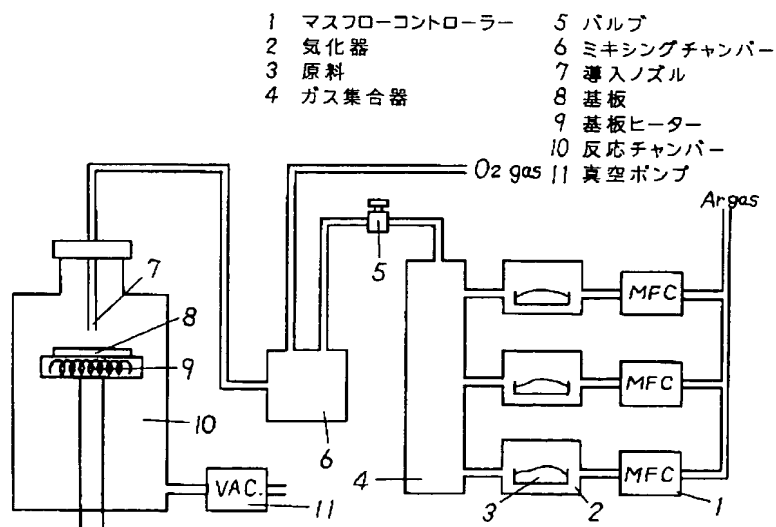 1 マスフローコントローラー
2 気化器
3 原料
4 ガス集合器
5 バルブ
6 ミキシングチャンバー
7 導入ノズル
8 基板
9 基板ヒーター
10 反応チャンバー
11 真空ポンプ
O2 gas
Ar gas
7
5
8
MFC
9
MFC
10
6
4
MFC
VAC.
11
3
2
1